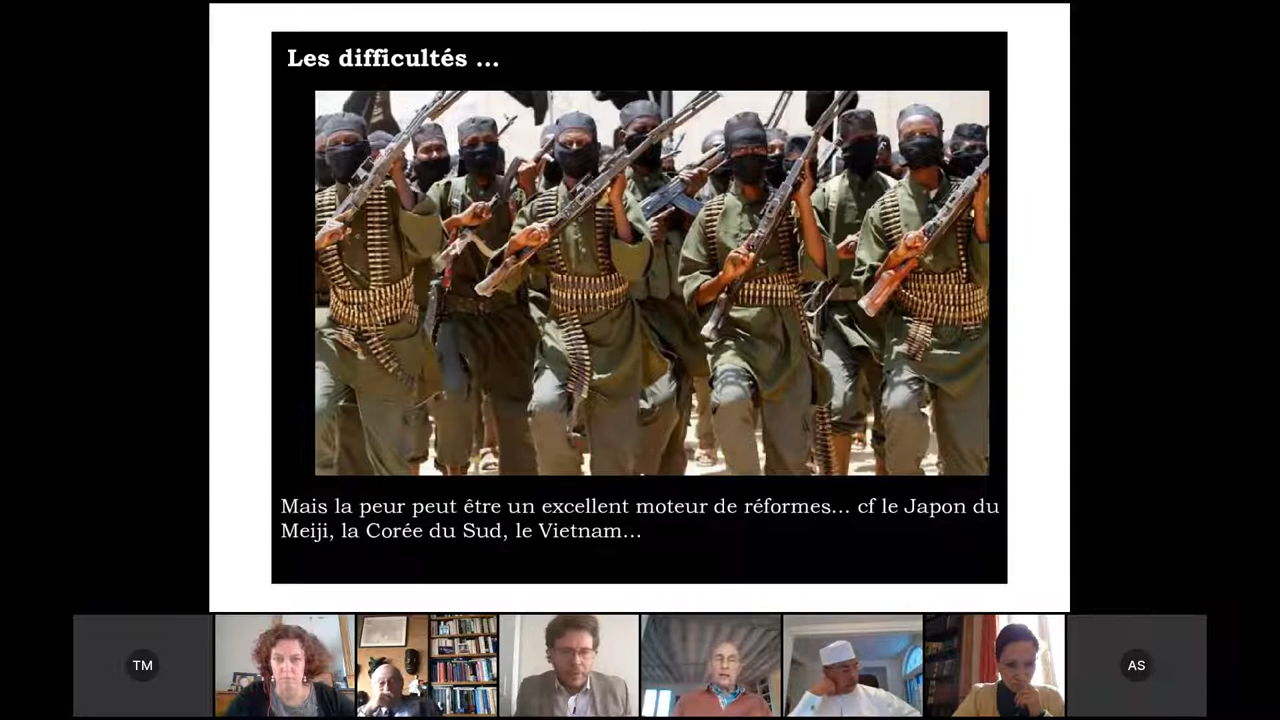 Les difficultés ...
Mais la peur peut être un excellent moteur de réformes... cf le Japon du
Meiji, la Corée du Sud, le Vietnam...
TM
AS